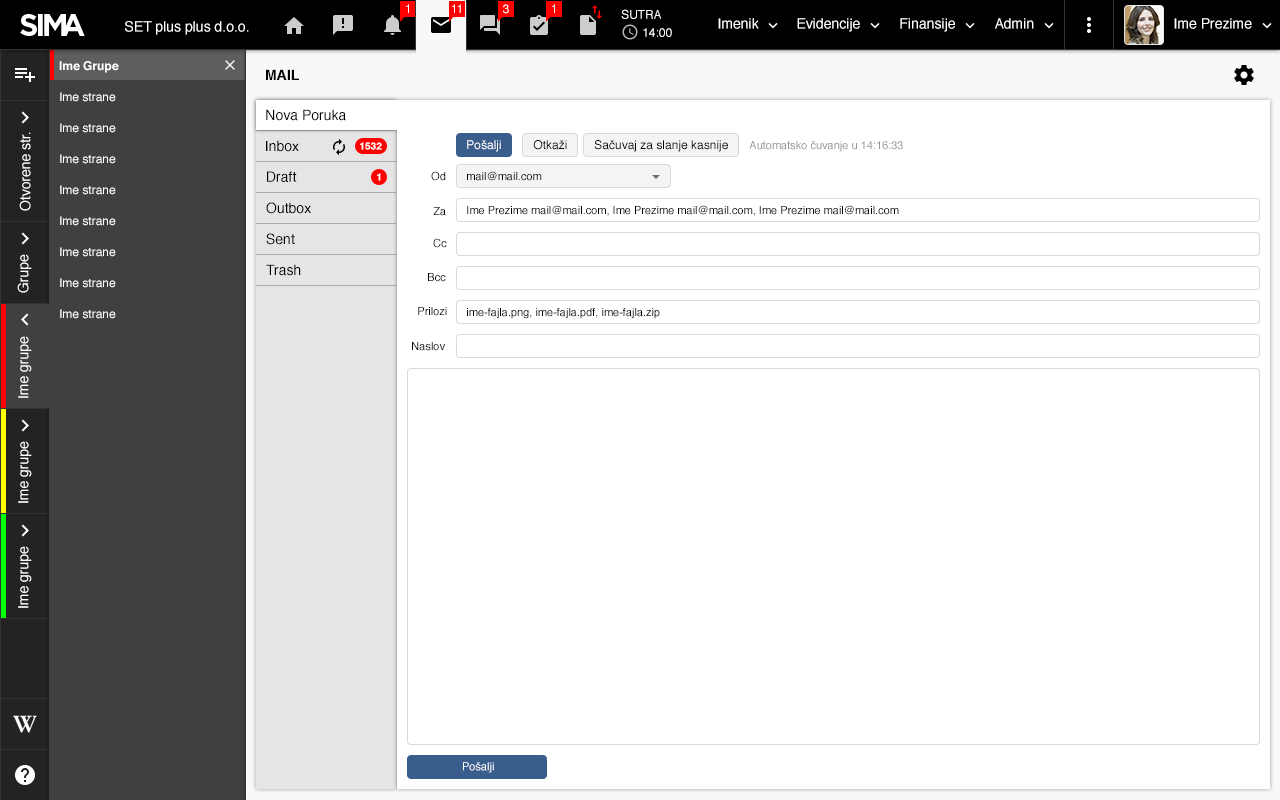 SIMA
SET plus plus d.o.o.
1
11
3
1
SUTRA
14:00
Imenik
Evidencije
Finansije
Admin
Ime Prezime
Otvorene str.
Grupe
Ime grupe
Ime grupe
Ime grupe
W
?
Ime Grupe
Ime strane
Ime strane
Ime strane
Ime strane
Ime strane
Ime strane
Ime strane
Ime strane
MAIL
Nova Poruka
Inbox 1532
Draft 1
Outbox
Sent
Trash
Pošalji Otkaži Sačuvaj za slanje kasnije Automatsko čuvanje u 14:16:33
Od mail@mail.com
Za Ime Prezime mail@mail.com, Ime Prezime mail@mail.com, Ime Prezime mail@mail.com
Cc
Bcc
Prilozi ime-fajla.png, ime-fajla.pdf, ime-fajla.zip
Naslov
Pošalji